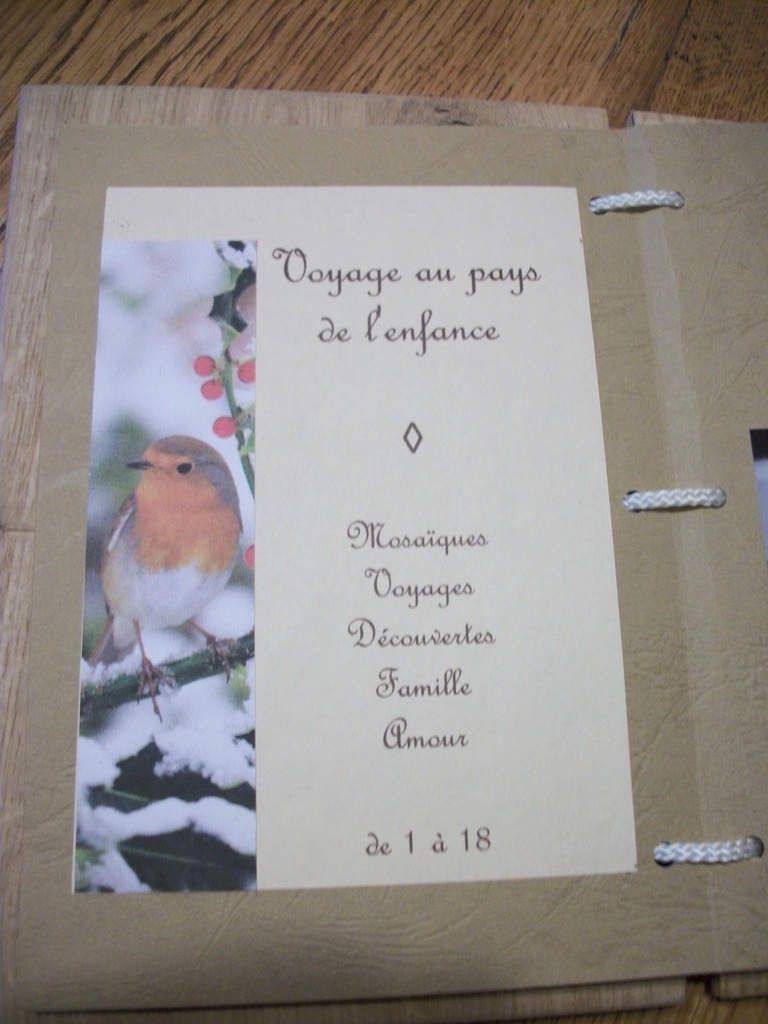 Voyage au pays
de l'enfance
Mosaïques
Voyages
Découvertes
Famille
Amour
de 1 à 18